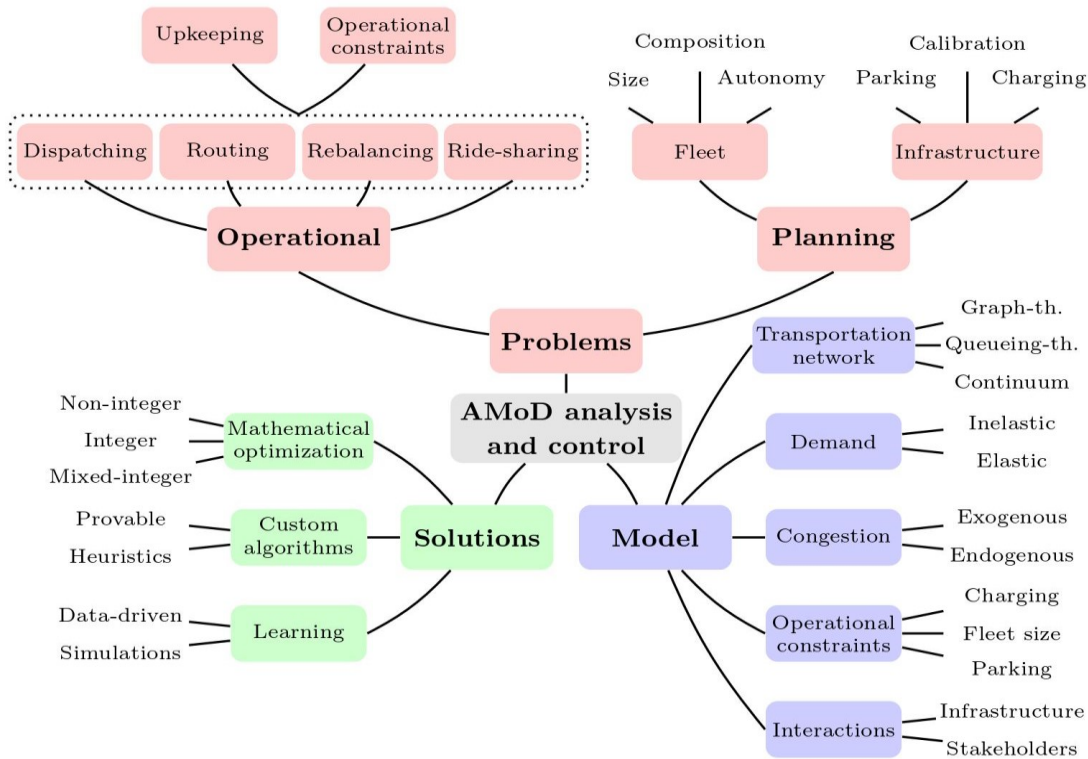 Upkeeping
Operational
constraints
Composition
Size
Autonomy
Calibration
Parking
Charging
Dispatching
Routing
Rebalancing
Ride-sharing
Fleet
Infrastructure
Operational
Planning
Problems
AMoD analysis
and control
Non-integer
Integer
Mixed-integer
Mathematical
optimization
Provable
Heuristics
Custom
algorithms
Data-driven
Simulations
Learning
Solutions
Model
Transportation
network
Graph-th.
Queueing-th.
Continuum
Demand
Inelastic
Elastic
Congestion
Exogenous
Endogenous
Operational
constraints
Charging
Fleet size
Parking
Interactions
Infrastructure
Stakeholders